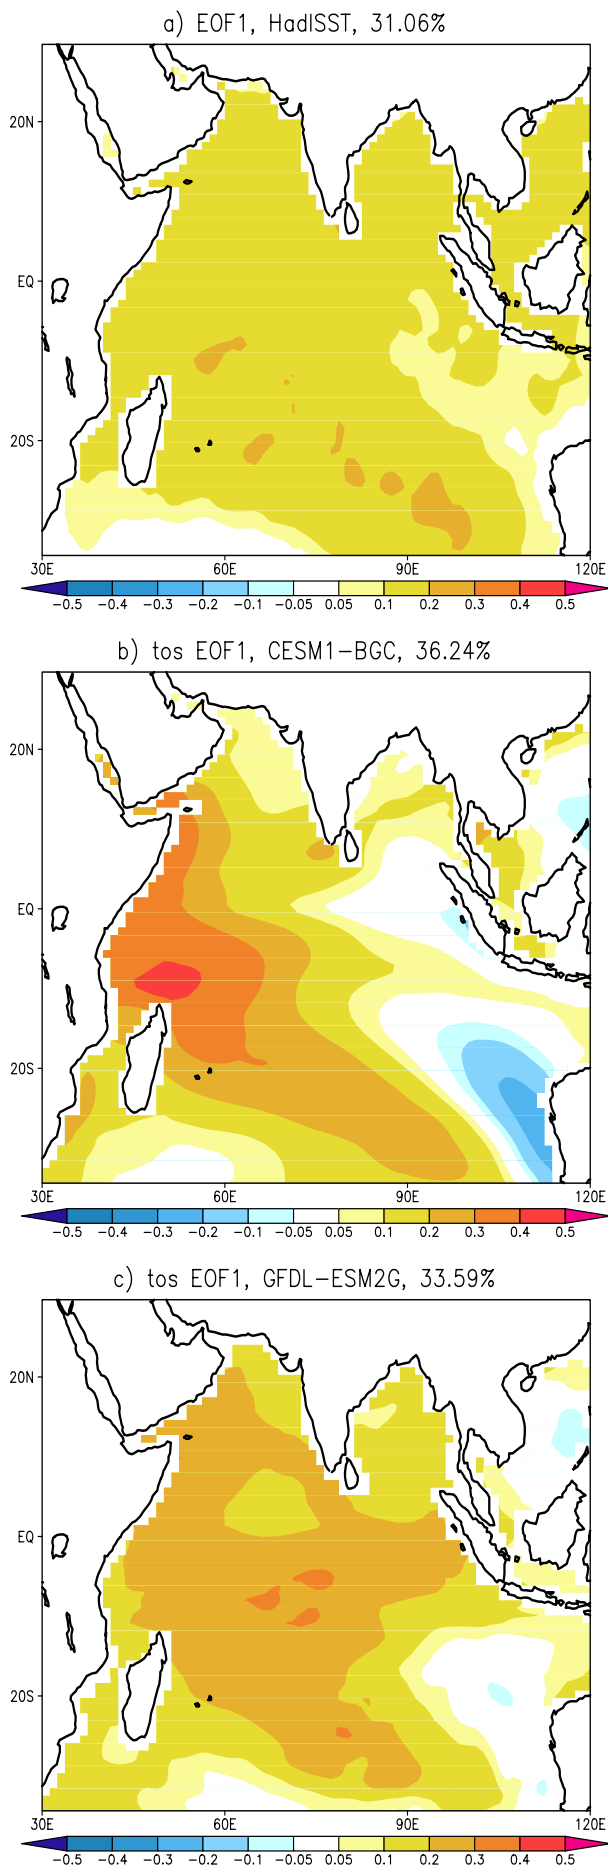 a) EOF1, HadISST, 31.06%
20N
EQ
20S
30E 60E 90E 120E
−0.5 −0.4 −0.3 −0.2 −0.1 −0.05 0.05 0.1 0.2 0.3 0.4 0.5
b) tos EOF1, CESM1−BGC, 36.24%
20N
EQ
20S
30E 60E 90E 120E
−0.5 −0.4 −0.3 −0.2 −0.1 −0.05 0.05 0.1 0.2 0.3 0.4 0.5
c) tos EOF1, GFDL−ESM2G, 33.59%
20N
EQ
20S
30E 60E 90E 120E
−0.5 −0.4 −0.3 −0.2 −0.1 −0.05 0.05 0.1 0.2 0.3 0.4 0.5